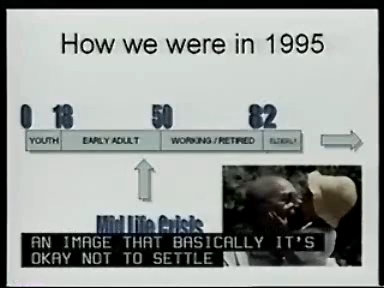 How we were in 1995
0 18 50 82
YOUTH EARLY ADULT WORKING / RETIRED ELDERLY
Mid Life Crisis
AN IMAGE THAT BASICALLY IT'S
OKAY NOT TO SETTLE